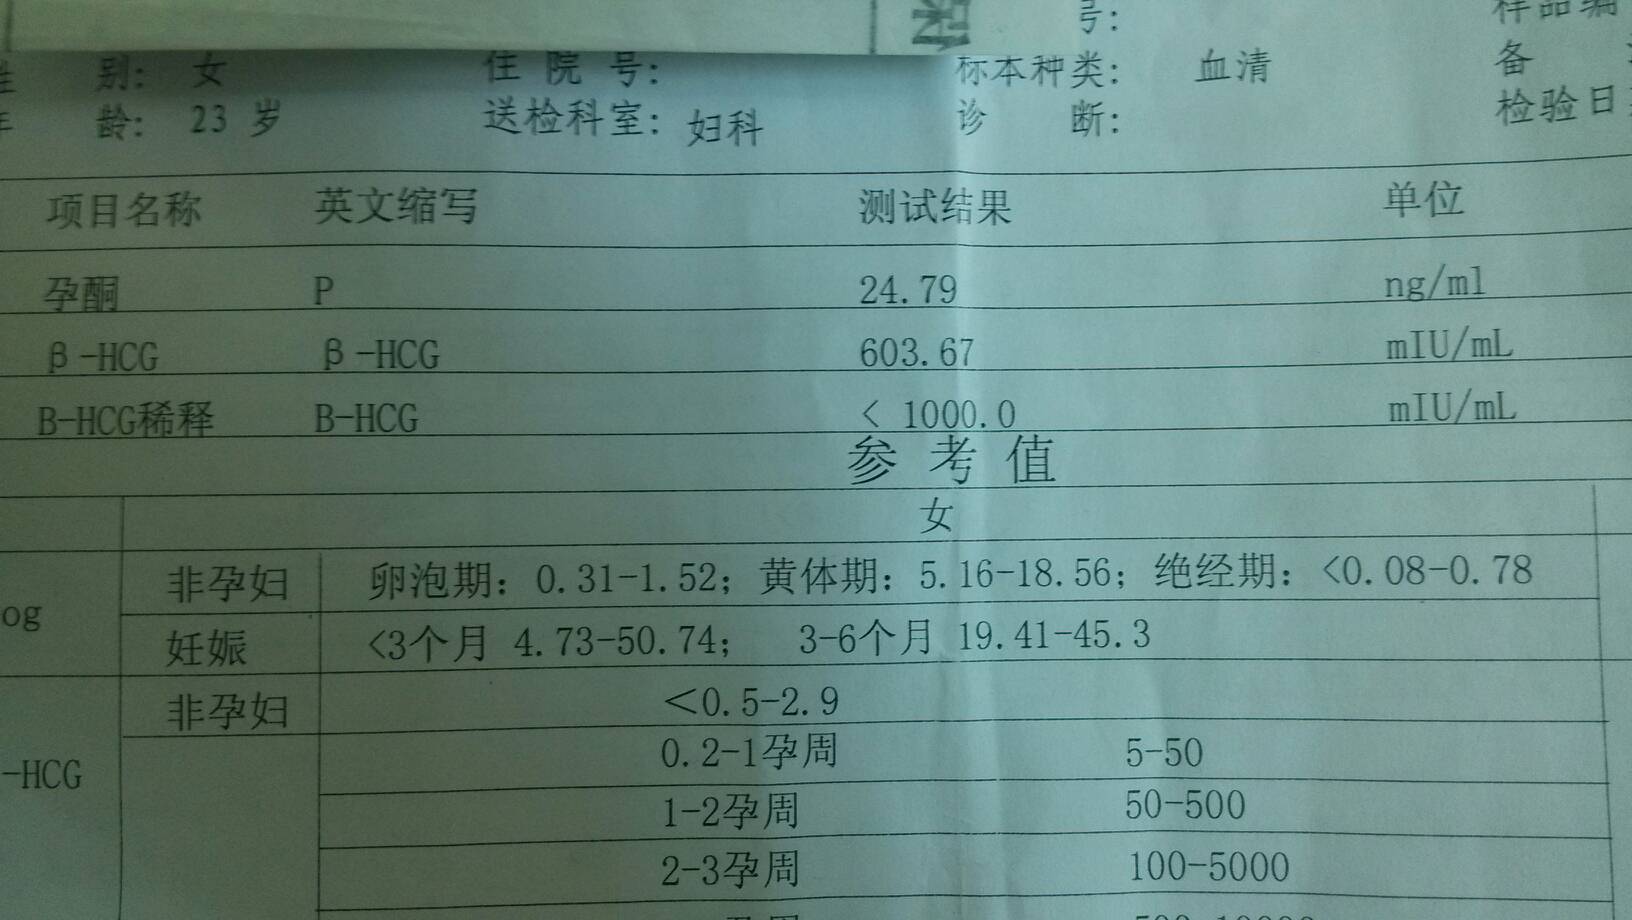 号:
样品编
别: 女 住 院 号: 标本种类: 血清 备
龄: 23 岁 送检科室: 妇科 诊 断: 检验日
项目名称 英文缩写 测试结果 单位
孕酮 P 24.79 ng/ml
β-HCG β-HCG 603.67 mIU/mL
B-HCG稀释 B-HCG < 1000.0 mIU/mL
参 考 值
女
og 非孕妇 卵泡期: 0.31-1.52; 黄体期: 5.16-18.56; 绝经期: <0.08-0.78
妊娠 <3个月 4.73-50.74; 3-6个月 19.41-45.3
-HCG 非孕妇 <0.5-2.9
0.2-1孕周 5-50
1-2孕周 50-500
2-3孕周 100-5000